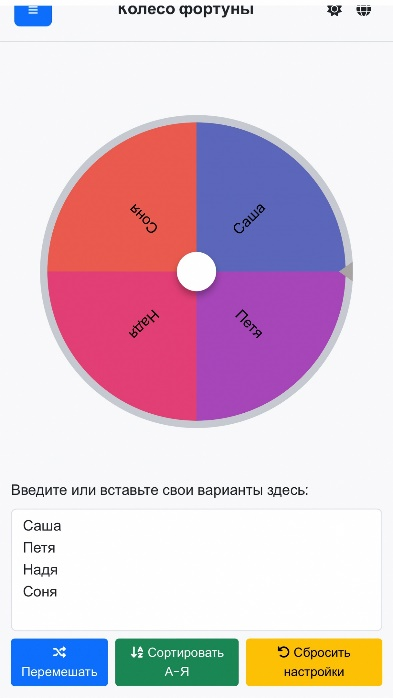 Колесо фортуны
Соня
Саша
Надя
Петя
Введите или вставьте свои варианты здесь:
Саша
Петя
Надя
Соня
Перемешать
Сортировать
А-Я
Сбросить
настройки